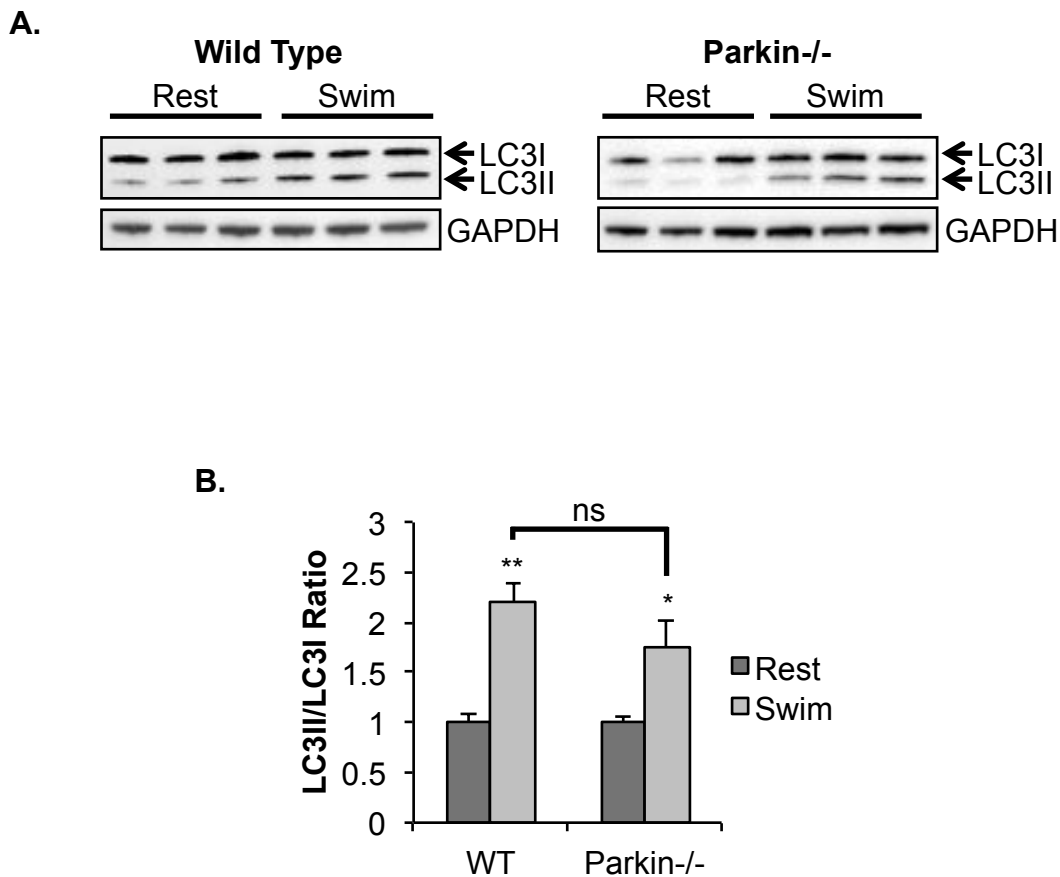 A.
Wild Type
Parkin-/-
Rest Swim
Rest Swim
LC3I
LC3II
GAPDH
LC3I
LC3II
GAPDH
B.
ns
3
2.5
2
1.5
1
0.5
0
LC3II/LC3I Ratio
**
*
Rest
Swim
WT
Parkin-/-